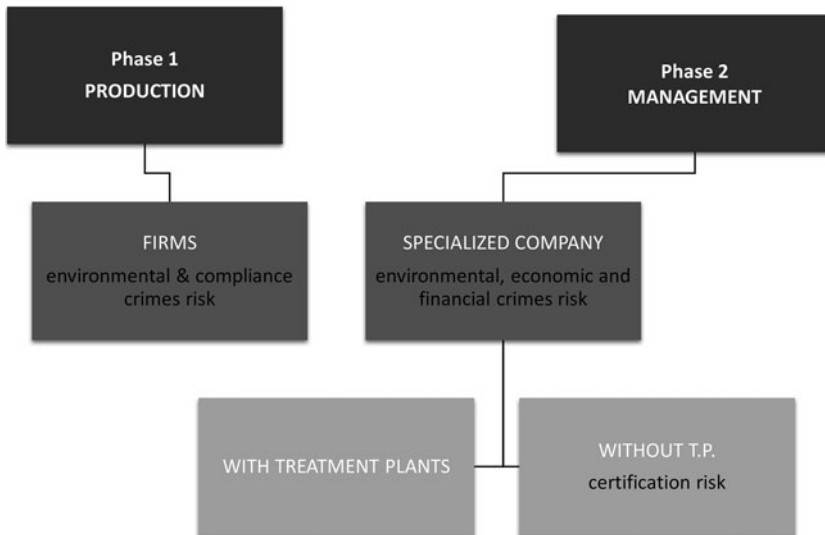 Phase 1
PRODUCTION
Phase 2
MANAGEMENT
FIRMS
environmental & compliance
crimes risk
SPECIALIZED COMPANY
environmental, economic and
financial crimes risk
WITH TREATMENT PLANTS
WITHOUT T.P.
certification risk